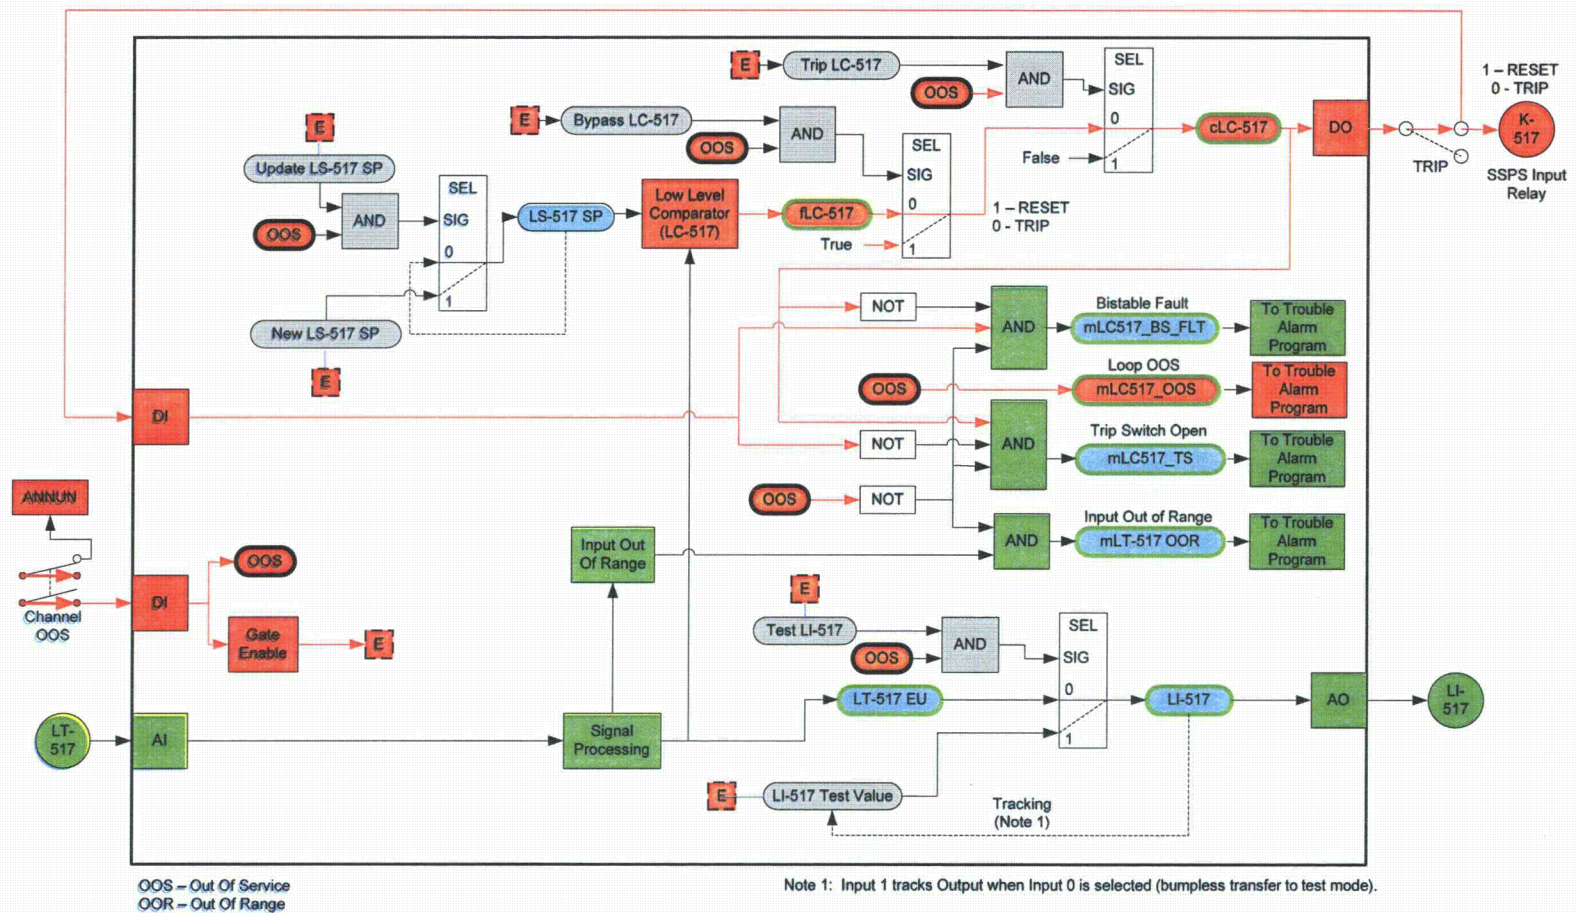 E
Trip LC-517
AND
SEL
SIG
0
1
OOS
1 – RESET
0 - TRIP
K-
517
SSPS Input
Relay
E
Bypass LC-517
AND
OOS
SEL
SIG
0
1
False
cLC-517
DO
TRIP
E
Update LS-517 SP
AND
OOS
SEL
SIG
0
1
LS-517 SP
Low Level
Comparator
(LC-517)
fLC-517
True
1 – RESET
0 - TRIP
New LS-517 SP
E
NOT
AND
Bistable Fault
mLC517_BS_FLT
To Trouble
Alarm
Program
OOS
Loop OOS
mLC517_OOS
To Trouble
Alarm
Program
DI
NOT
AND
Trip Switch Open
mLC517_TS
To Trouble
Alarm
Program
OOS
NOT
AND
Input Out of Range
mLT-517 OOR
To Trouble
Alarm
Program
ANNUN
Channel
OOS
DI
OOS
Gate
Enable
E
Input Out
Of Range
E
Test LI-517
AND
OOS
SEL
SIG
0
1
LT-517 EU
LI-517
AO
LI-
517
LT-
517
AI
Signal
Processing
E
LI-517 Test Value
Tracking
(Note 1)
OOS – Out Of Service
OOR – Out Of Range
Note 1: Input 1 tracks Output when Input 0 is selected (bumpless transfer to test mode).